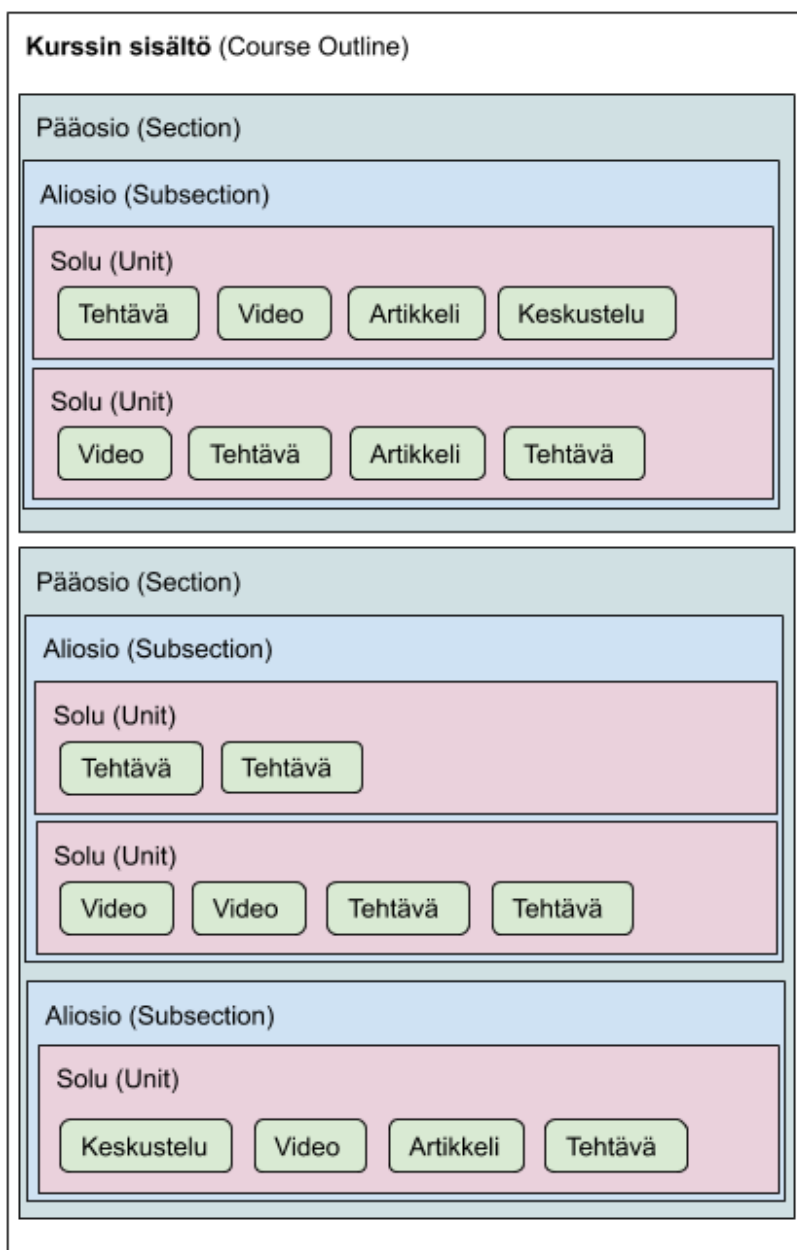 Kurssin sisältö (Course Outline)
Pääosio (Section)
Aliosio (Subsection)
Solu (Unit)
Tehtävä Video Artikkeli Keskustelu
Solu (Unit)
Video Tehtävä Artikkeli Tehtävä
Pääosio (Section)
Aliosio (Subsection)
Solu (Unit)
Tehtävä Tehtävä
Solu (Unit)
Video Video Tehtävä Tehtävä
Aliosio (Subsection)
Solu (Unit)
Keskustelu Video Artikkeli Tehtävä